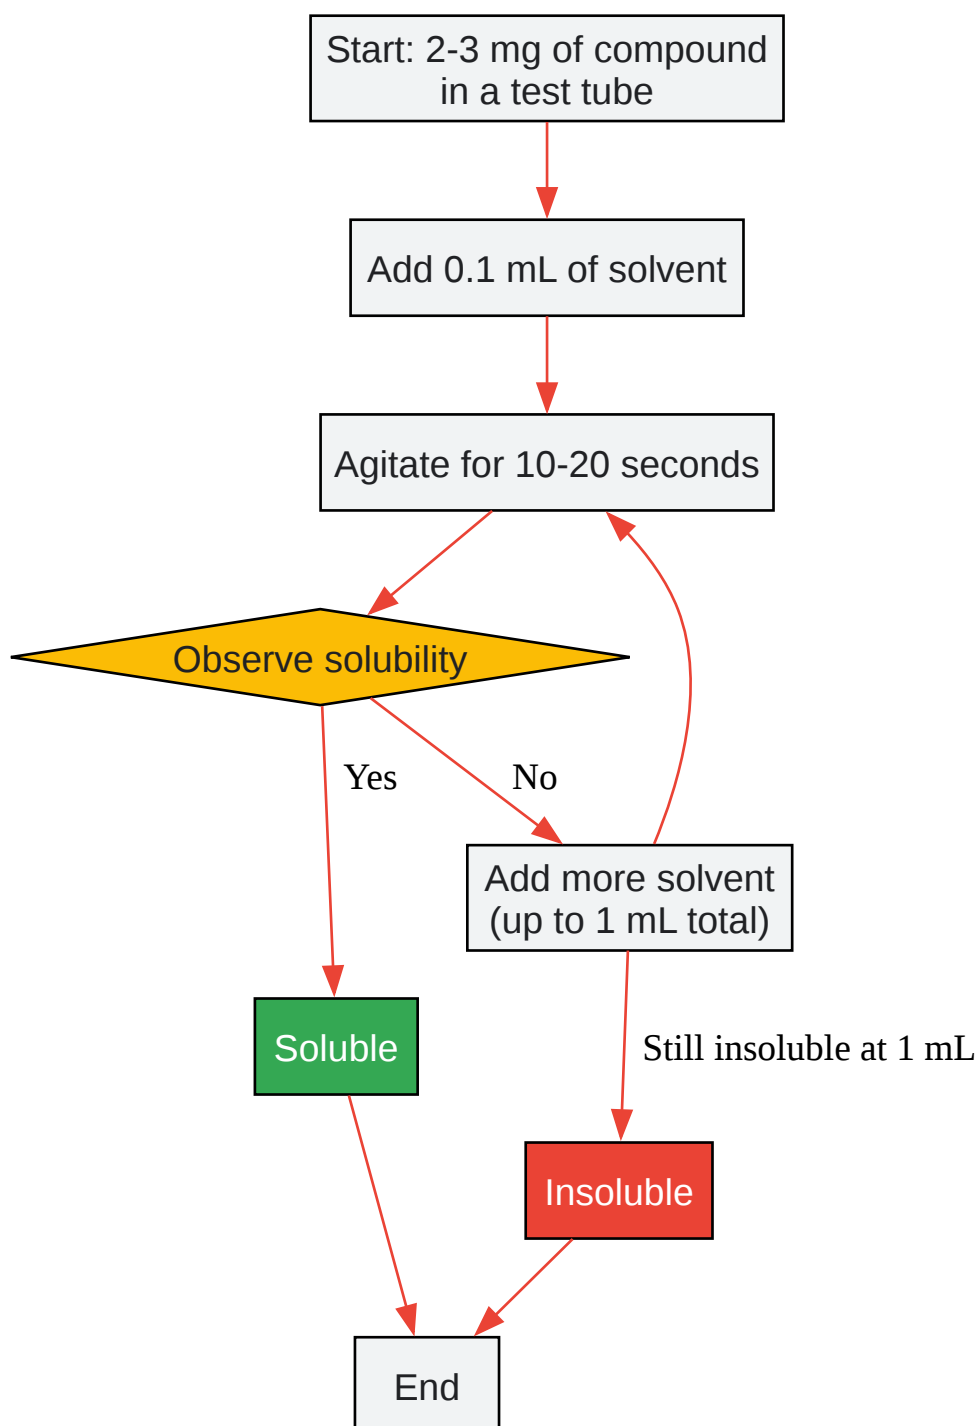 Start: 2-3 mg of compound
in a test tube
Add 0.1 mL of solvent
Agitate for 10-20 seconds
Observe solubility
Yes
No
Add more solvent
(up to 1 mL total)
Soluble
Still insoluble at 1 mL
Insoluble
End